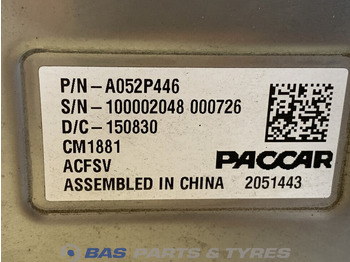 P/N-A052P446
S/N-100002048 000726
D/C-150830
CM1881
ACFSV
PACCAR
ASSEMBLED IN CHINA 2051443
BAS PARTS & TYRES